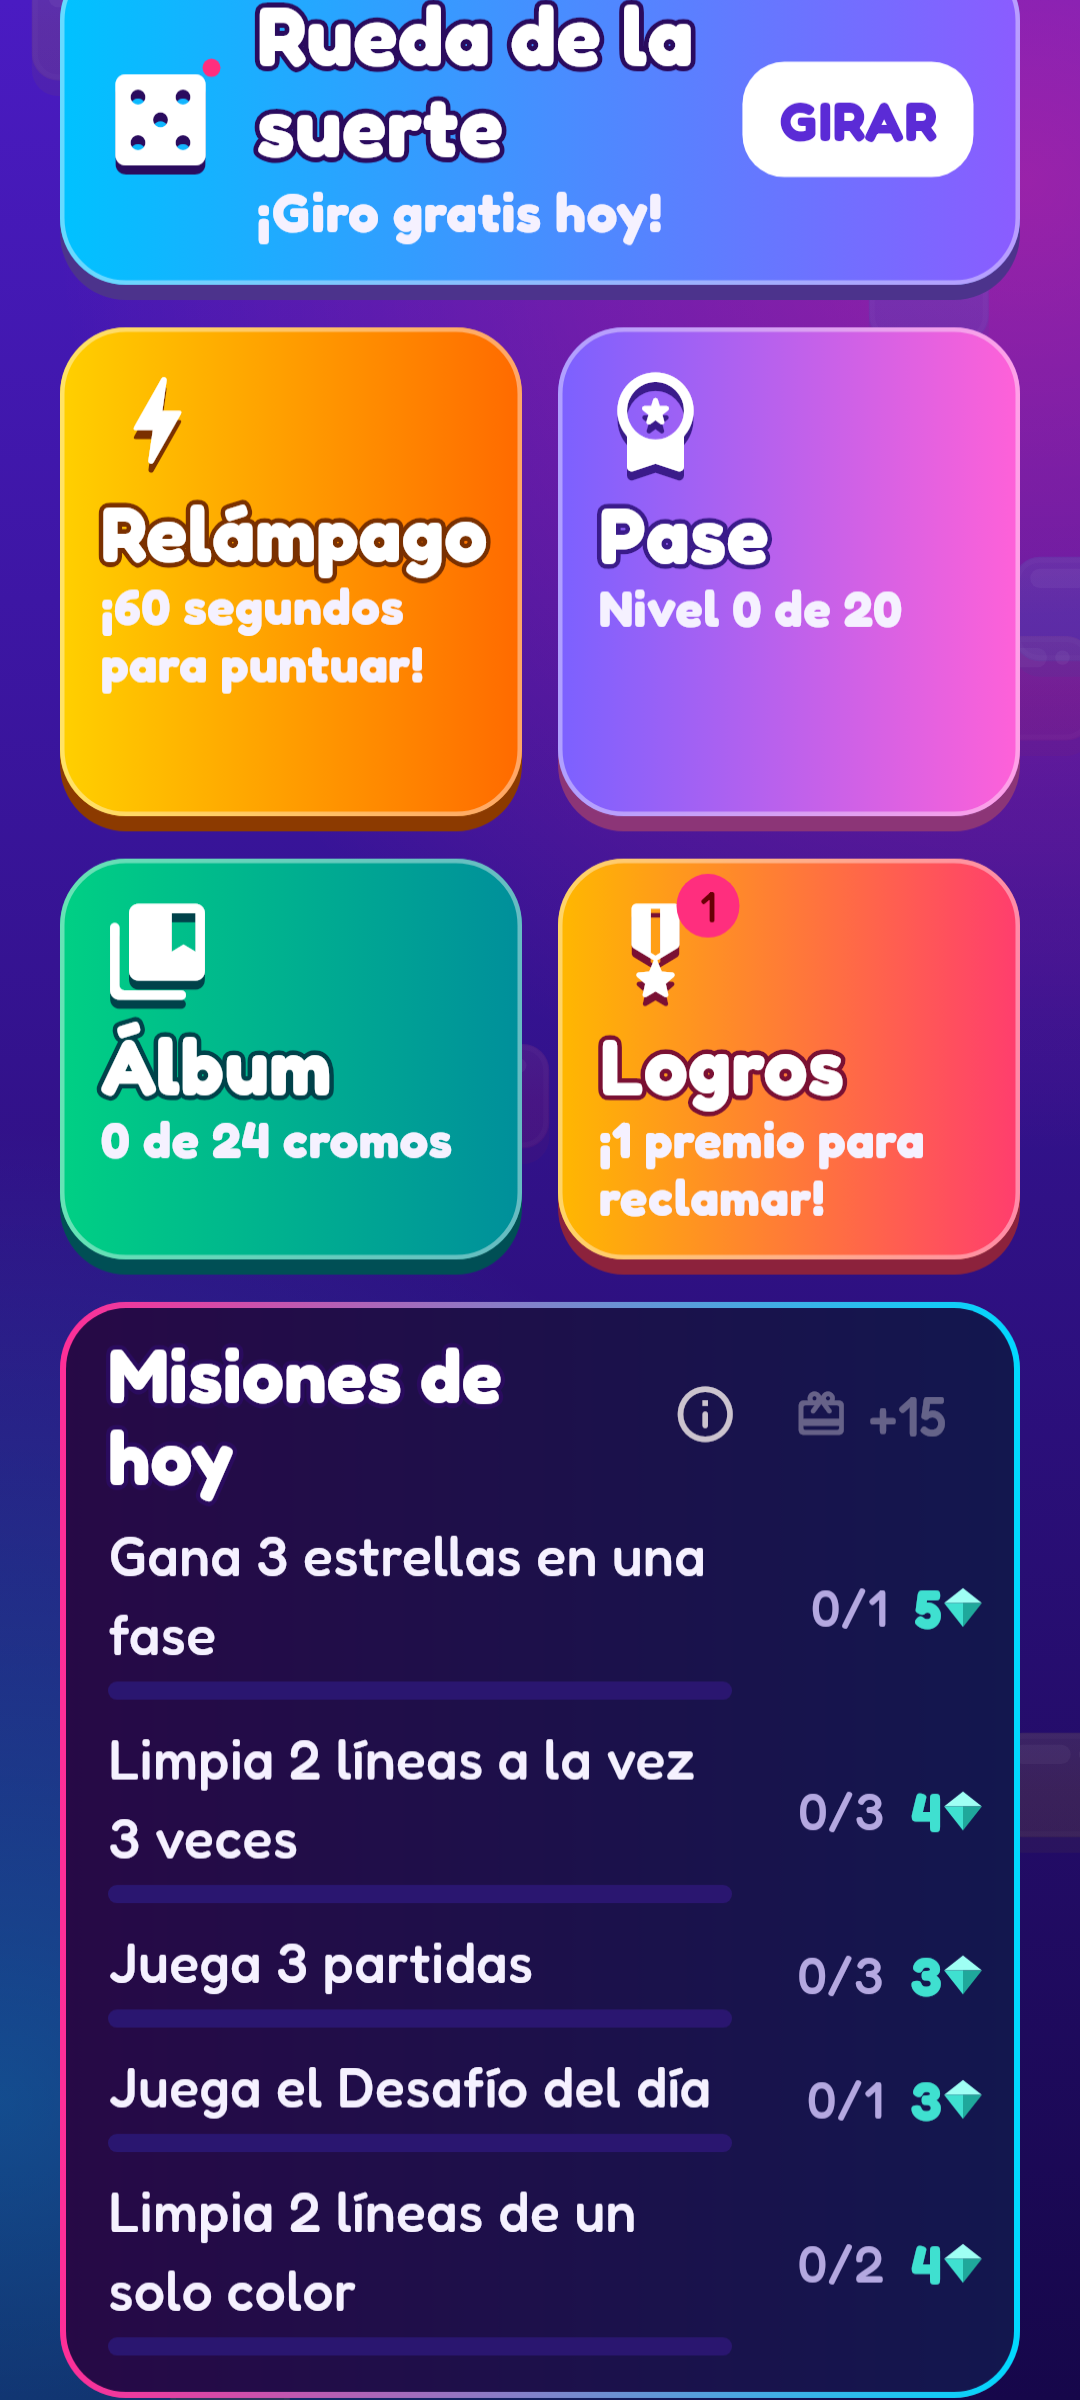 Rueda de la
suerte
GIRAR
¡Giro gratis hoy!
Relámpago
¡60 segundos
para puntuar!
Pase
Nivel 0 de 20
Álbum
0 de 24 cromos
1
Logros
¡1 premio para
reclamar!
Misiones de
hoy
+15
Gana 3 estrellas en una
fase
0/1 5
Limpia 2 líneas a la vez
3 veces
0/3 4
Juega 3 partidas
0/3 3
Juega el Desafío del día
0/1 3
Limpia 2 líneas de un
solo color
0/2 4